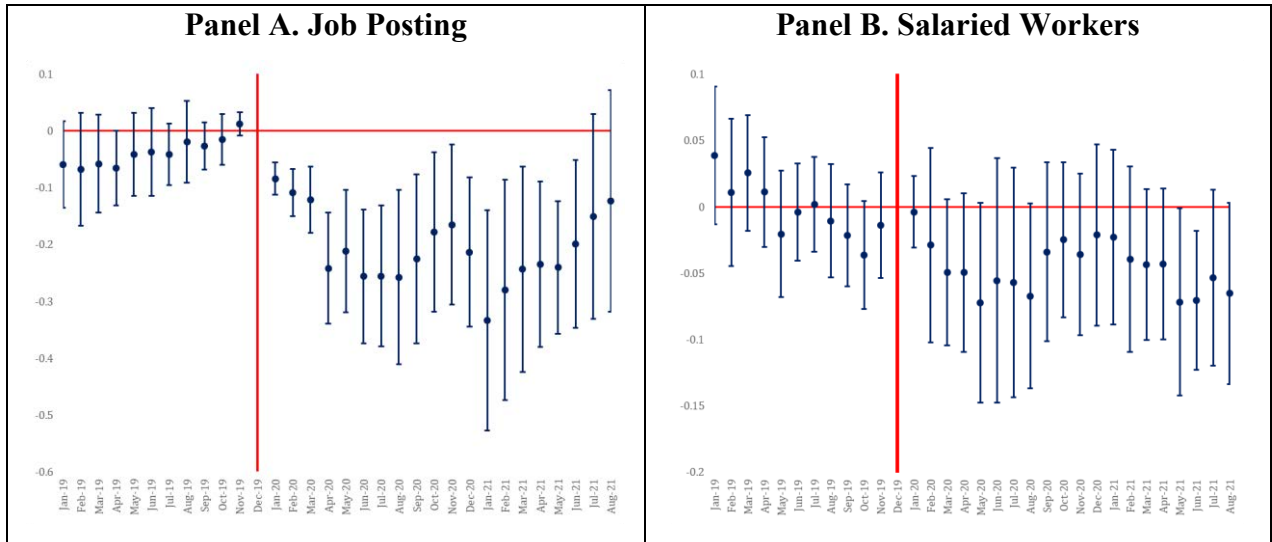 Panel A. Job Posting
0.1
0
-0.1
-0.2
-0.3
-0.4
-0.5
-0.6
Jan-19
Feb-19
Mar-19
Apr-19
May-19
Jun-19
Jul-19
Aug-19
Sep-19
Oct-19
Nov-19
Dec-19
Jan-20
Feb-20
Mar-20
Apr-20
May-20
Jun-20
Jul-20
Aug-20
Sep-20
Oct-20
Nov-20
Dec-20
Jan-21
Feb-21
Mar-21
Apr-21
May-21
Jun-21
Jul-21
Aug-21
Panel B. Salaried Workers
0.1
0.05
0
-0.05
-0.1
-0.15
-0.2
Jan-19
Feb-19
Mar-19
Apr-19
May-19
Jun-19
Jul-19
Aug-19
Sep-19
Oct-19
Nov-19
Dec-19
Jan-20
Feb-20
Mar-20
Apr-20
May-20
Jun-20
Jul-20
Aug-20
Sep-20
Oct-20
Nov-20
Dec-20
Jan-21
Feb-21
Mar-21
Apr-21
May-21
Jun-21
Jul-21
Aug-21